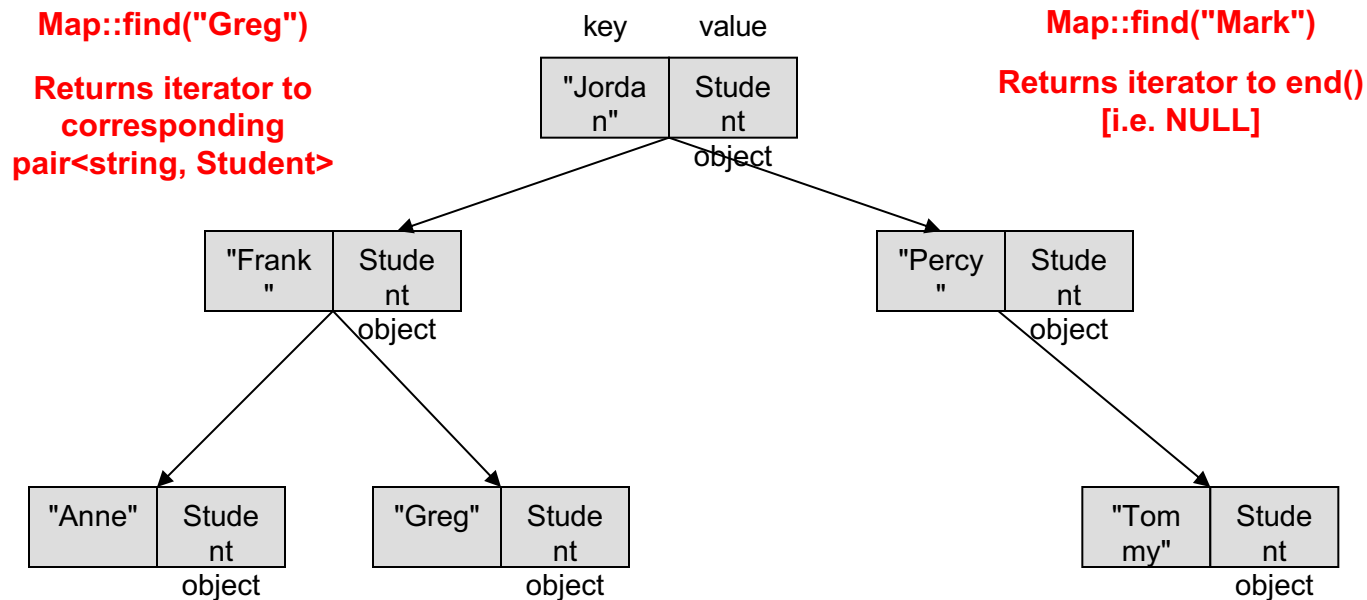 Map::find("Greg")
Returns iterator to
corresponding
pair<string, Student>
key
value
Map::find("Mark")
Returns iterator to end()
[i.e. NULL]
"Jorda
n"
Stude
nt
object
"Frank
"
Stude
nt
object
"Percy
"
Stude
nt
object
"Anne"
Stude
nt
object
"Greg"
Stude
nt
object
"Tom
my"
Stude
nt
object